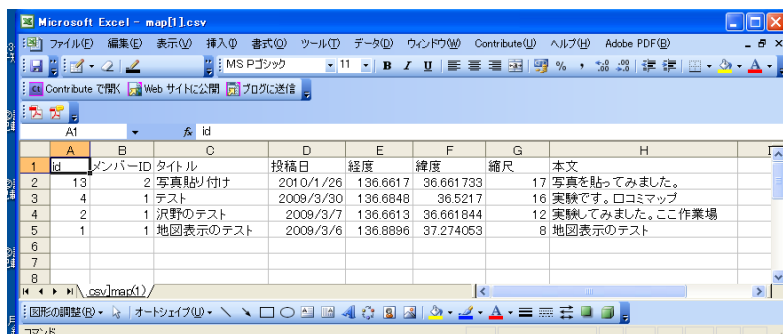 Microsoft Excel - map[1].csv
ファイル(F) 編集(E) 表示(V) 挿入(I) 書式(O) ツール(T) データ(D) ウィンドウ(W) Contribute(U) ヘルプ(H) Adobe PDF(B)
MS Pゴシック 11 B I U % ,
Contribute で開く Web サイトに公開 ブログに送信
A1 fx id
A B C D E F G H
1 id メンバーID タイトル 投稿日 経度 緯度 縮尺 本文
2 13 2 写真貼り付け 2010/1/26 136.6617 36.661733 17 写真を貼ってみました。
3 4 1 テスト 2009/3/30 136.6848 36.5217 16 実験です。口コミマップ
4 2 1 沢野のテスト 2009/3/7 136.6613 36.661844 12 実験してみました。ここ作業場
5 1 1 地図表示のテスト 2009/3/6 136.8896 37.274053 8 地図表示のテスト
6
7
8
.csv]map(1)
図形の調整(R) オートシェイプ(U)
コマンド